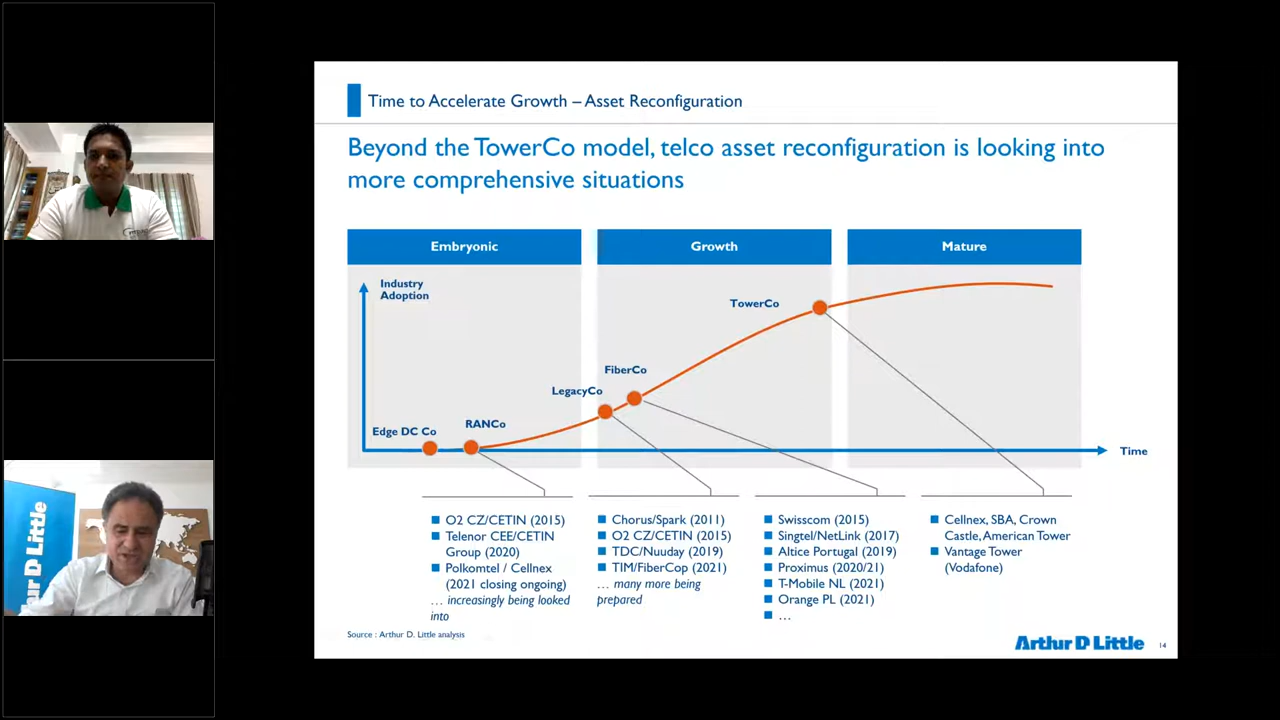 Time to Accelerate Growth – Asset Reconfiguration
Beyond the TowerCo model, telco asset reconfiguration is looking into
more comprehensive situations
Embryonic
Growth
Mature
Industry
Adoption
TowerCo
FiberCo
LegacyCo
RANCo
Edge DC Co
Time
O2 CZ/CETIN (2015)
Telenor CEE/CETIN
Group (2020)
Polkomtel / Cellnex
(2021 closing ongoing)
… increasingly being looked
into
Chorus/Spark (2011)
O2 CZ/CETIN (2015)
TDC/Nuuday (2019)
TIM/FiberCop (2021)
… many more being
prepared
Swisscom (2015)
Singtel/NetLink (2017)
Altice Portugal (2019)
Proximus (2020/21)
T-Mobile NL (2021)
Orange PL (2021)
…
Cellnex, SBA, Crown
Castle, American Tower
Vantage Tower
(Vodafone)
Source : Arthur D. Little analysis
Arthur D Little
14
ur D Little